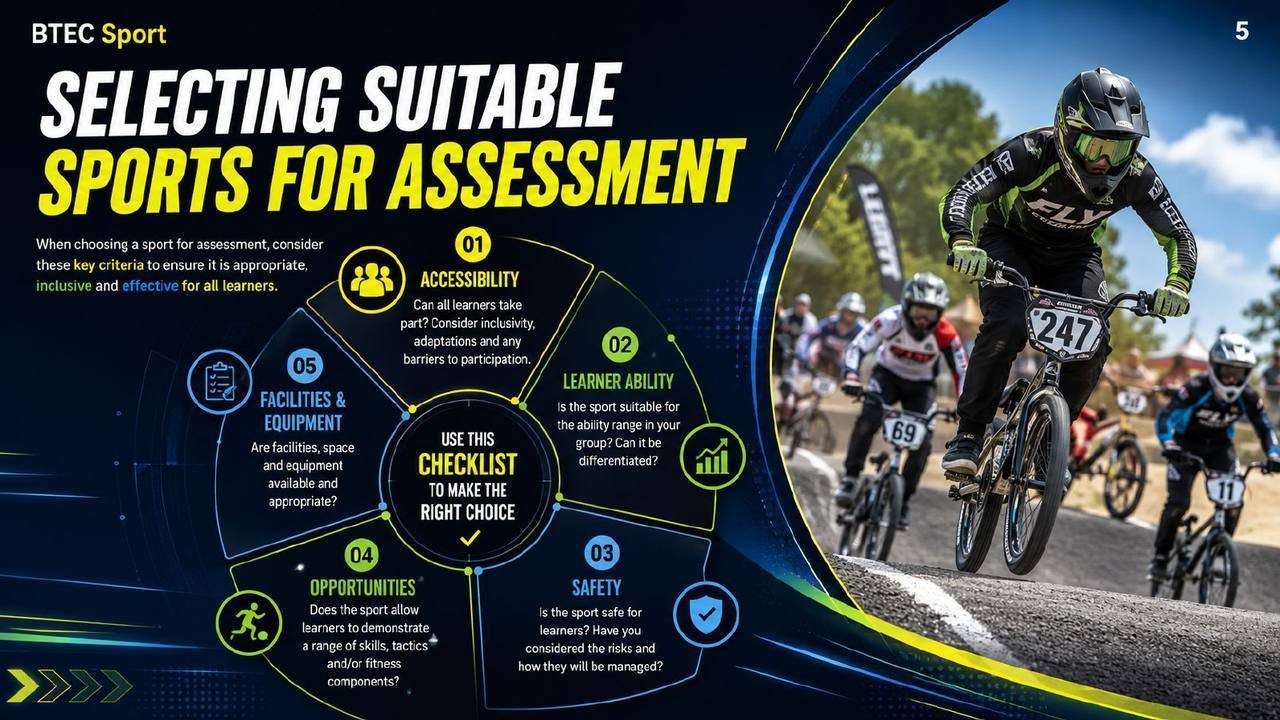 BTEC Sport
5
SELECTING SUITABLE
SPORTS FOR ASSESSMENT
When choosing a sport for assessment, consider
these key criteria to ensure it is appropriate,
inclusive and effective for all learners.
01
ACCESSIBILITY
Can all learners take
part? Consider inclusivity,
adaptations and any
barriers to participation.
02
LEARNER ABILITY
Is the sport suitable for
the ability range in your
group? Can it be
differentiated?
03
SAFETY
Is the sport safe for
learners? Have you
considered the risks and
how they will be managed?
04
OPPORTUNITIES
Does the sport allow
learners to demonstrate
a range of skills, tactics
and/or fitness
components?
05
FACILITIES &
EQUIPMENT
Are facilities, space
and equipment
available and
appropriate?
USE THIS
CHECKLIST
TO MAKE THE
RIGHT CHOICE
FLY
247
69
11